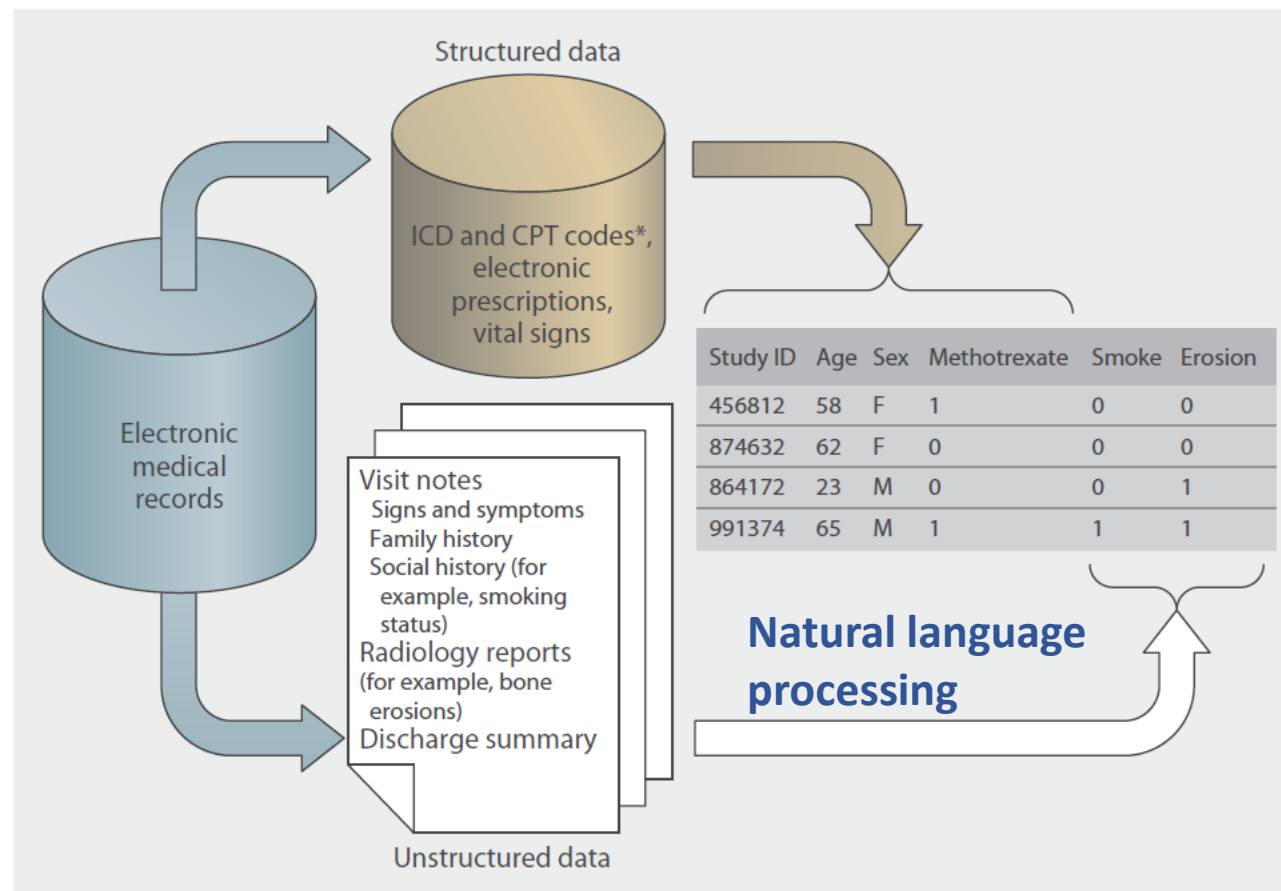 Structured data
ICD and CPT codes*,
electronic
prescriptions,
vital signs
Electronic
medical
records
Visit notes
Signs and symptoms
Family history
Social history (for
example, smoking
status)
Radiology reports
(for example, bone
erosions)
Discharge summary
Unstructured data
Study ID Age Sex Methotrexate Smoke Erosion
456812 58 F 1 0 0
874632 62 F 0 0 0
864172 23 M 0 0 1
991374 65 M 1 1 1
Natural language
processing